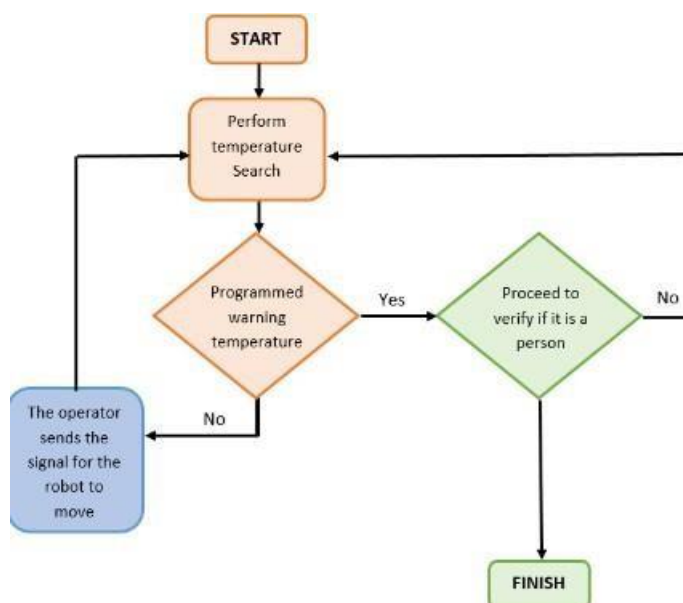 START
Perform
temperature
Search
Programmed
warning
temperature
Yes
Proceed to
verify if it is a
person
No
No
The operator
sends the
signal for the
robot to
move
FINISH